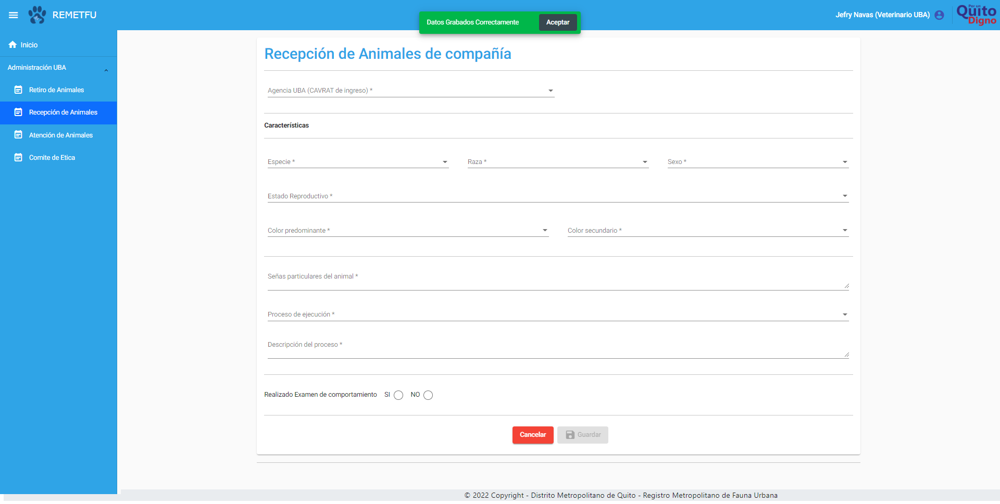 REMETFU
Datos Grabados Correctamente
Aceptar
Jefry Navas (Veterinario UBA)
Por un
Quito
Digno
Inicio
Administración UBA
Retiro de Animales
Recepción de Animales
Atención de Animales
Comite de Etica
Recepción de Animales de compañía
Agencia UBA (CAVRAT de ingreso) *
Características
Especie *
Raza *
Sexo *
Estado Reproductivo *
Color predominante *
Color secundario *
Señas particulares del animal *
Proceso de ejecución *
Descripción del proceso *
Realizado Examen de comportamiento SI NO
Cancelar
Guardar
© 2022 Copyright - Distrito Metropolitano de Quito - Registro Metropolitano de Fauna Urbana